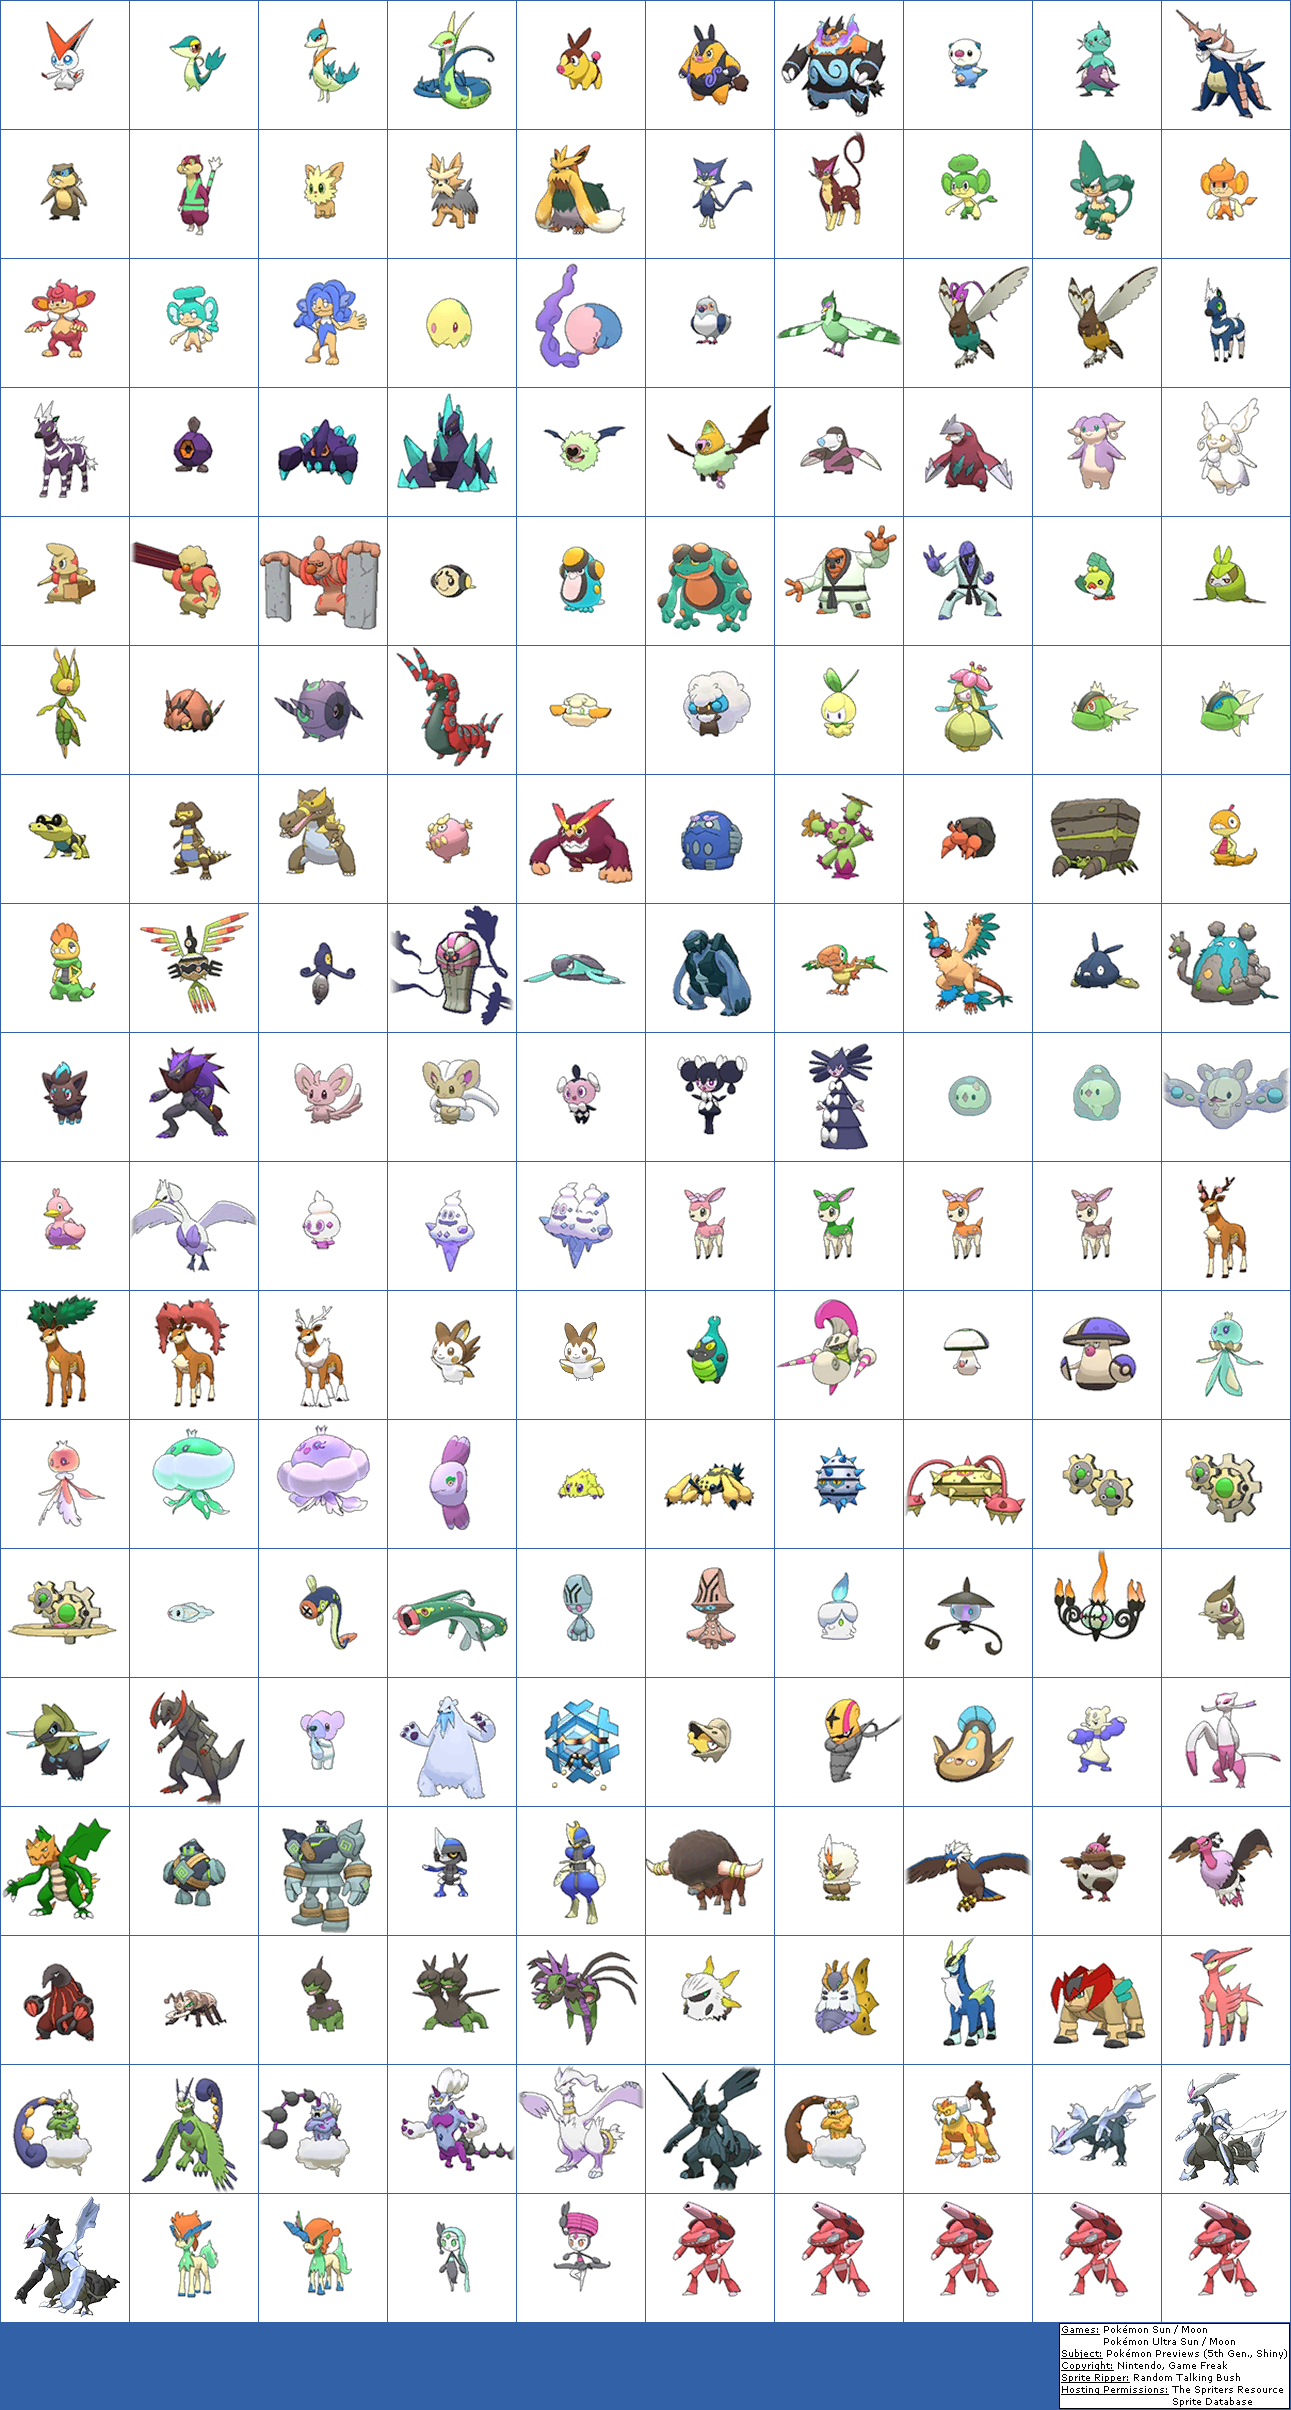 Games: Pokémon Sun / Moon
Pokémon Ultra Sun / Moon
Subject: Pokémon Previews (5th Gen., Shiny)
Copyright: Nintendo, Game Freak
Sprite Ripper: Random Talking Bush
Hosting Permissions: The Spriters Resource
Sprite Database